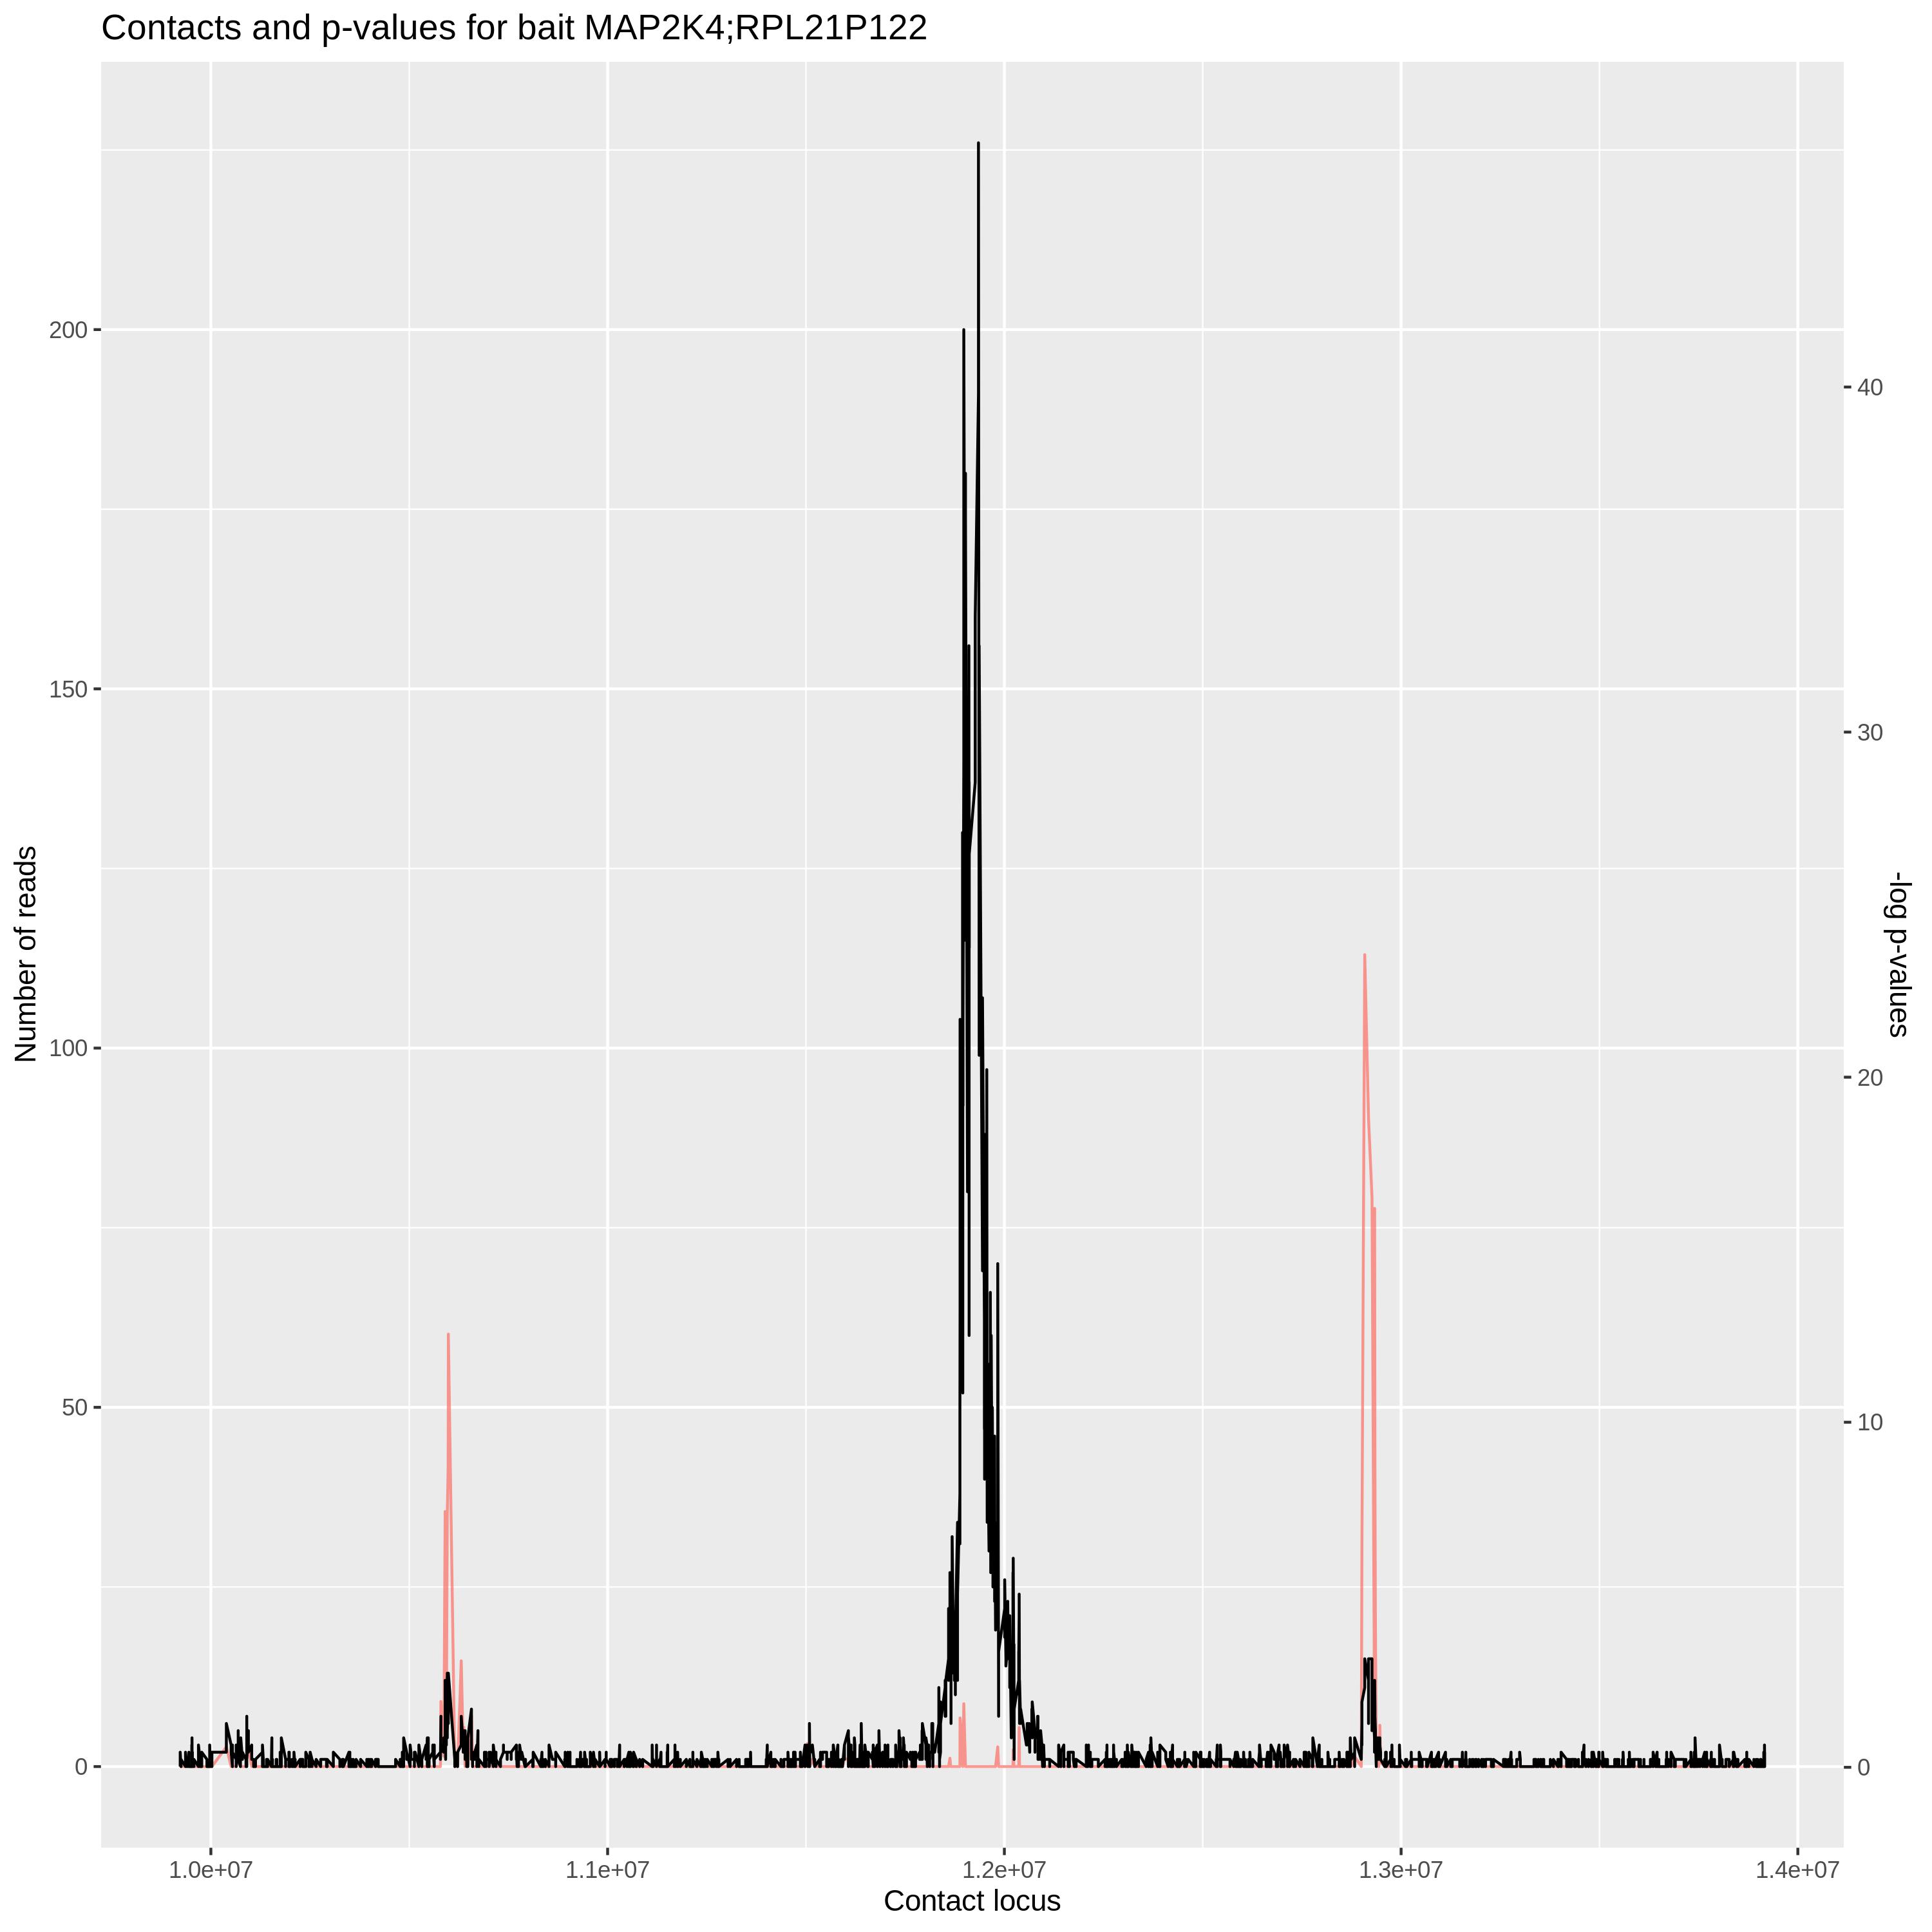 Contacts and p-values for bait MAP2K4;RPL21P122
Number of reads
200
150
100
50
0
40
30
20
10
0
-log p-values
1.0e+07
1.1e+07
1.2e+07
1.3e+07
1.4e+07
Contact locus